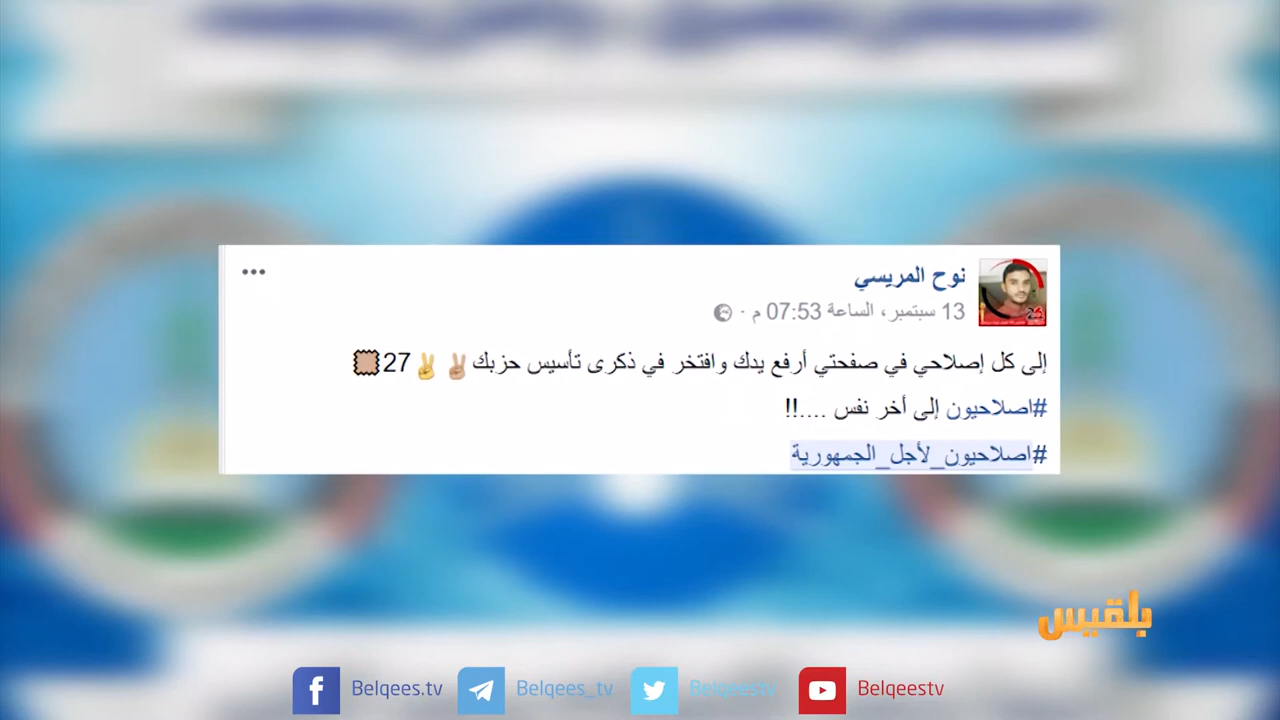 نوح المريسي
13 سبتمبر، الساعة 07:53 م ·
إلى كل إصلاحي في صفحتي أرفع يدك وافتخر في ذكرى تأسيس حزبك✌🏼✌️27
#اصلاحيون إلى أخر نفس ....!!
#اصلاحيون_لأجل_الجمهورية
بلقيس
Belqees.tv Belqees_tv Belqeestv Belqeestv